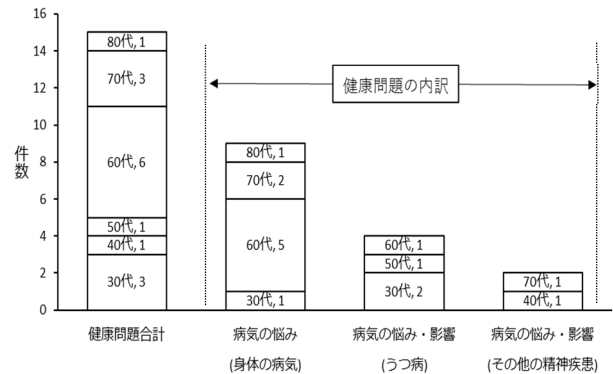 16
14
12
10
8
6
4
2
0
件数
健康問題の内訳
80代, 1
70代, 3
60代, 6
50代, 1
40代, 1
30代, 3
80代, 1
70代, 2
60代, 5
30代, 1
60代, 1
50代, 1
30代, 2
70代, 1
40代, 1
健康問題合計
病気の悩み
(身体の病気)
病気の悩み・影響
(うつ病)
病気の悩み・影響
(その他の精神疾患)